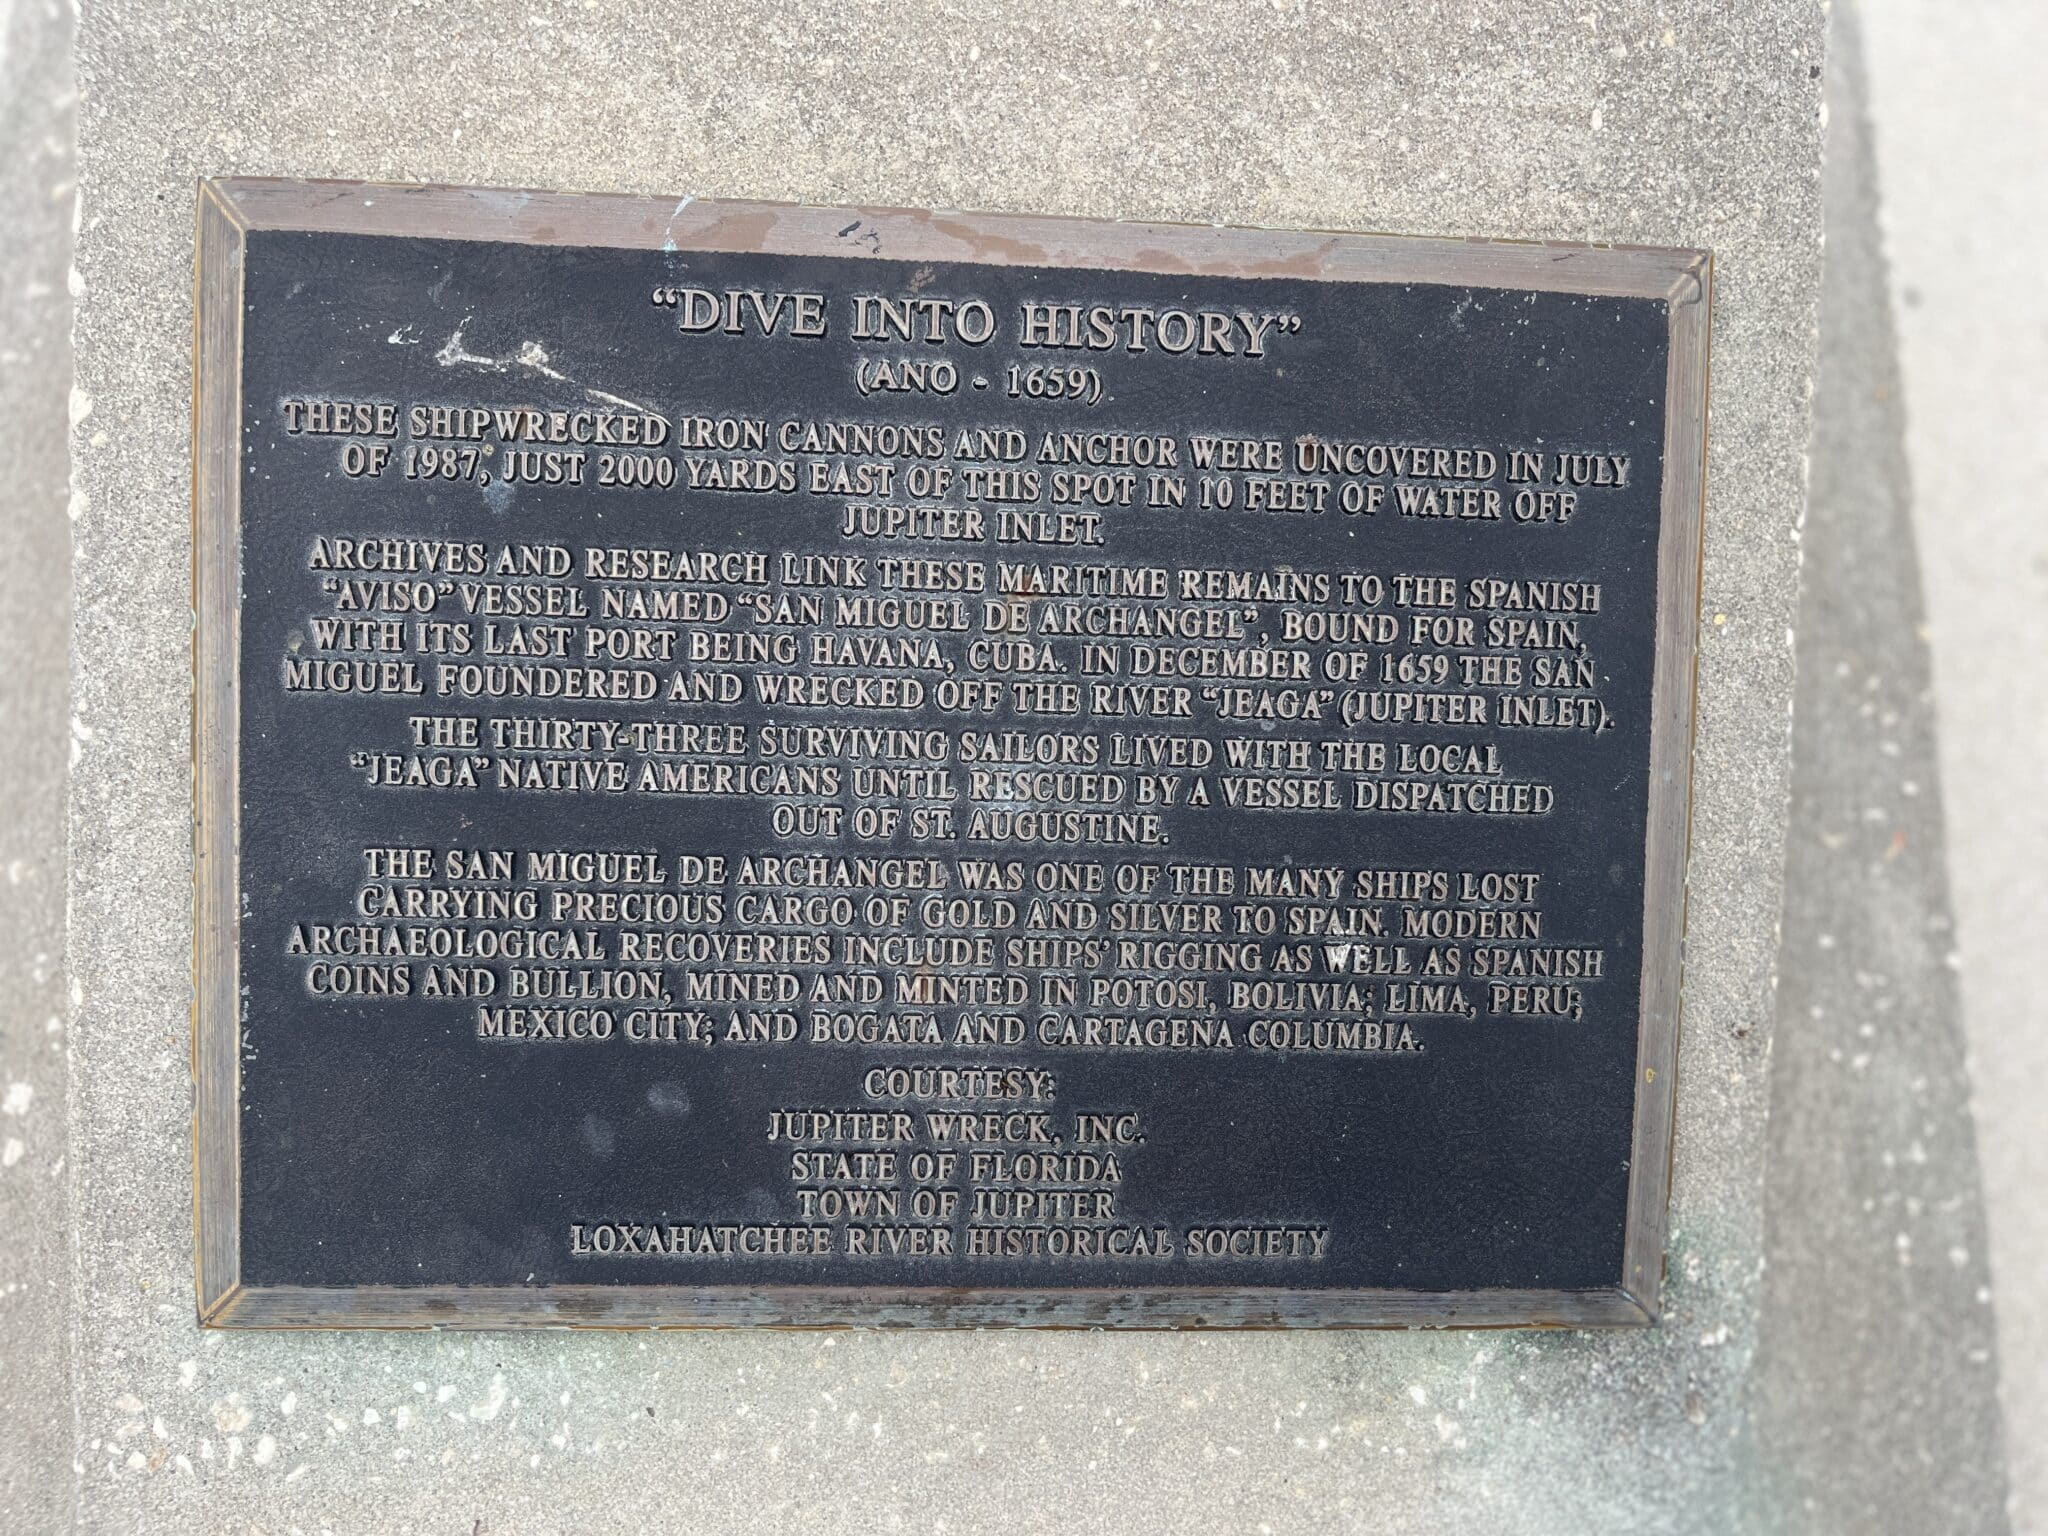 “DIVE INTO HISTORY”
(ANO - 1659)
THESE SHIPWRECKED IRON CANNONS AND ANCHOR WERE UNCOVERED IN JULY
OF 1987, JUST 2000 YARDS EAST OF THIS SPOT IN 10 FEET OF WATER OFF
JUPITER INLET.
ARCHIVES AND RESEARCH LINK THESE MARITIME REMAINS TO THE SPANISH
“AVISO” VESSEL NAMED “SAN MIGUEL DE ARCHANGEL”, BOUND FOR SPAIN,
WITH ITS LAST PORT BEING HAVANA, CUBA. IN DECEMBER OF 1659 THE SAN
MIGUEL FOUNDERED AND WRECKED OFF THE RIVER “JEAGA” (JUPITER INLET).
THE THIRTY-THREE SURVIVING SAILORS LIVED WITH THE LOCAL
“JEAGA” NATIVE AMERICANS UNTIL RESCUED BY A VESSEL DISPATCHED
OUT OF ST. AUGUSTINE.
THE SAN MIGUEL DE ARCHANGEL WAS ONE OF THE MANY SHIPS LOST
CARRYING PRECIOUS CARGO OF GOLD AND SILVER TO SPAIN. MODERN
ARCHAEOLOGICAL RECOVERIES INCLUDE SHIPS’ RIGGING AS WELL AS SPANISH
COINS AND BULLION, MINED AND MINTED IN POTOSI, BOLIVIA; LIMA, PERU;
MEXICO CITY; AND BOGATA AND CARTAGENA COLUMBIA.
COURTESY:
JUPITER WRECK, INC.
STATE OF FLORIDA
TOWN OF JUPITER
LOXAHATCHEE RIVER HISTORICAL SOCIETY